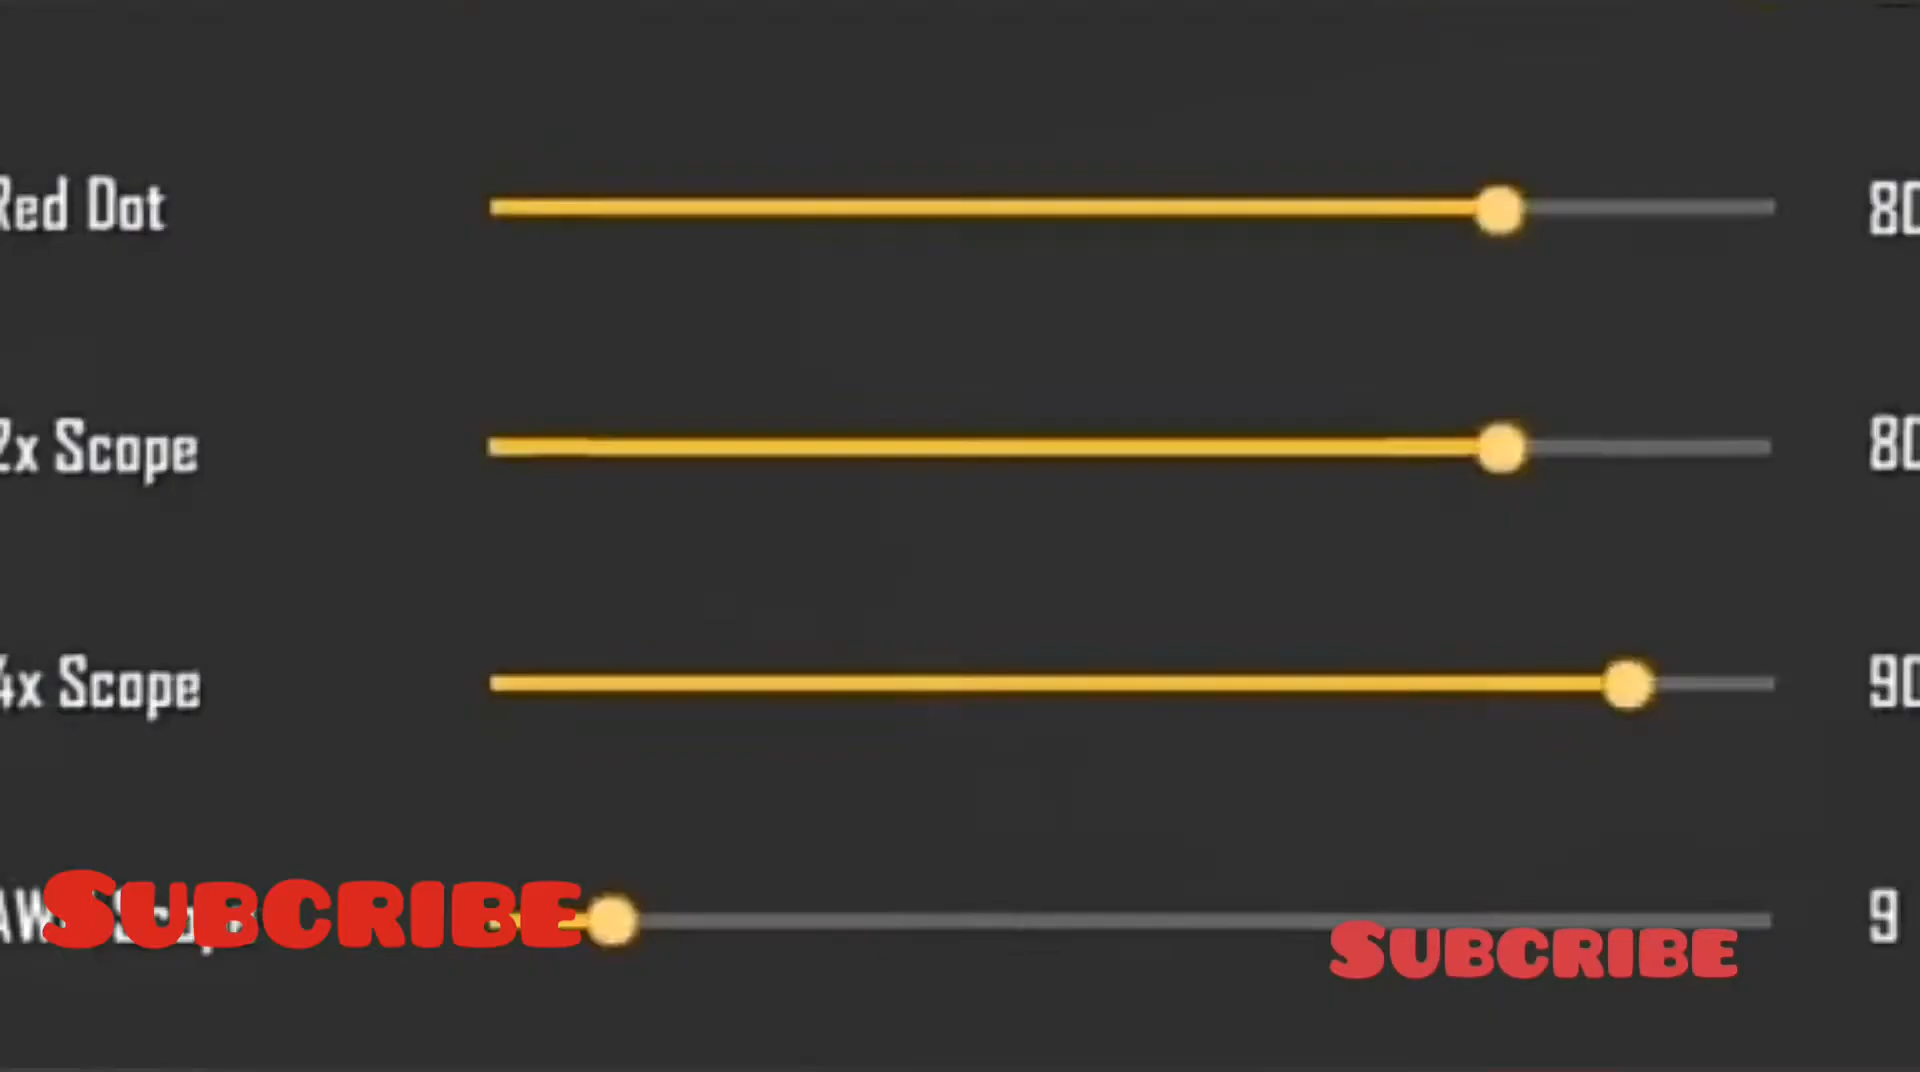 Red Dot 80
2x Scope 80
4x Scope 90
SUBCRIBE 9
SUBCRIBE